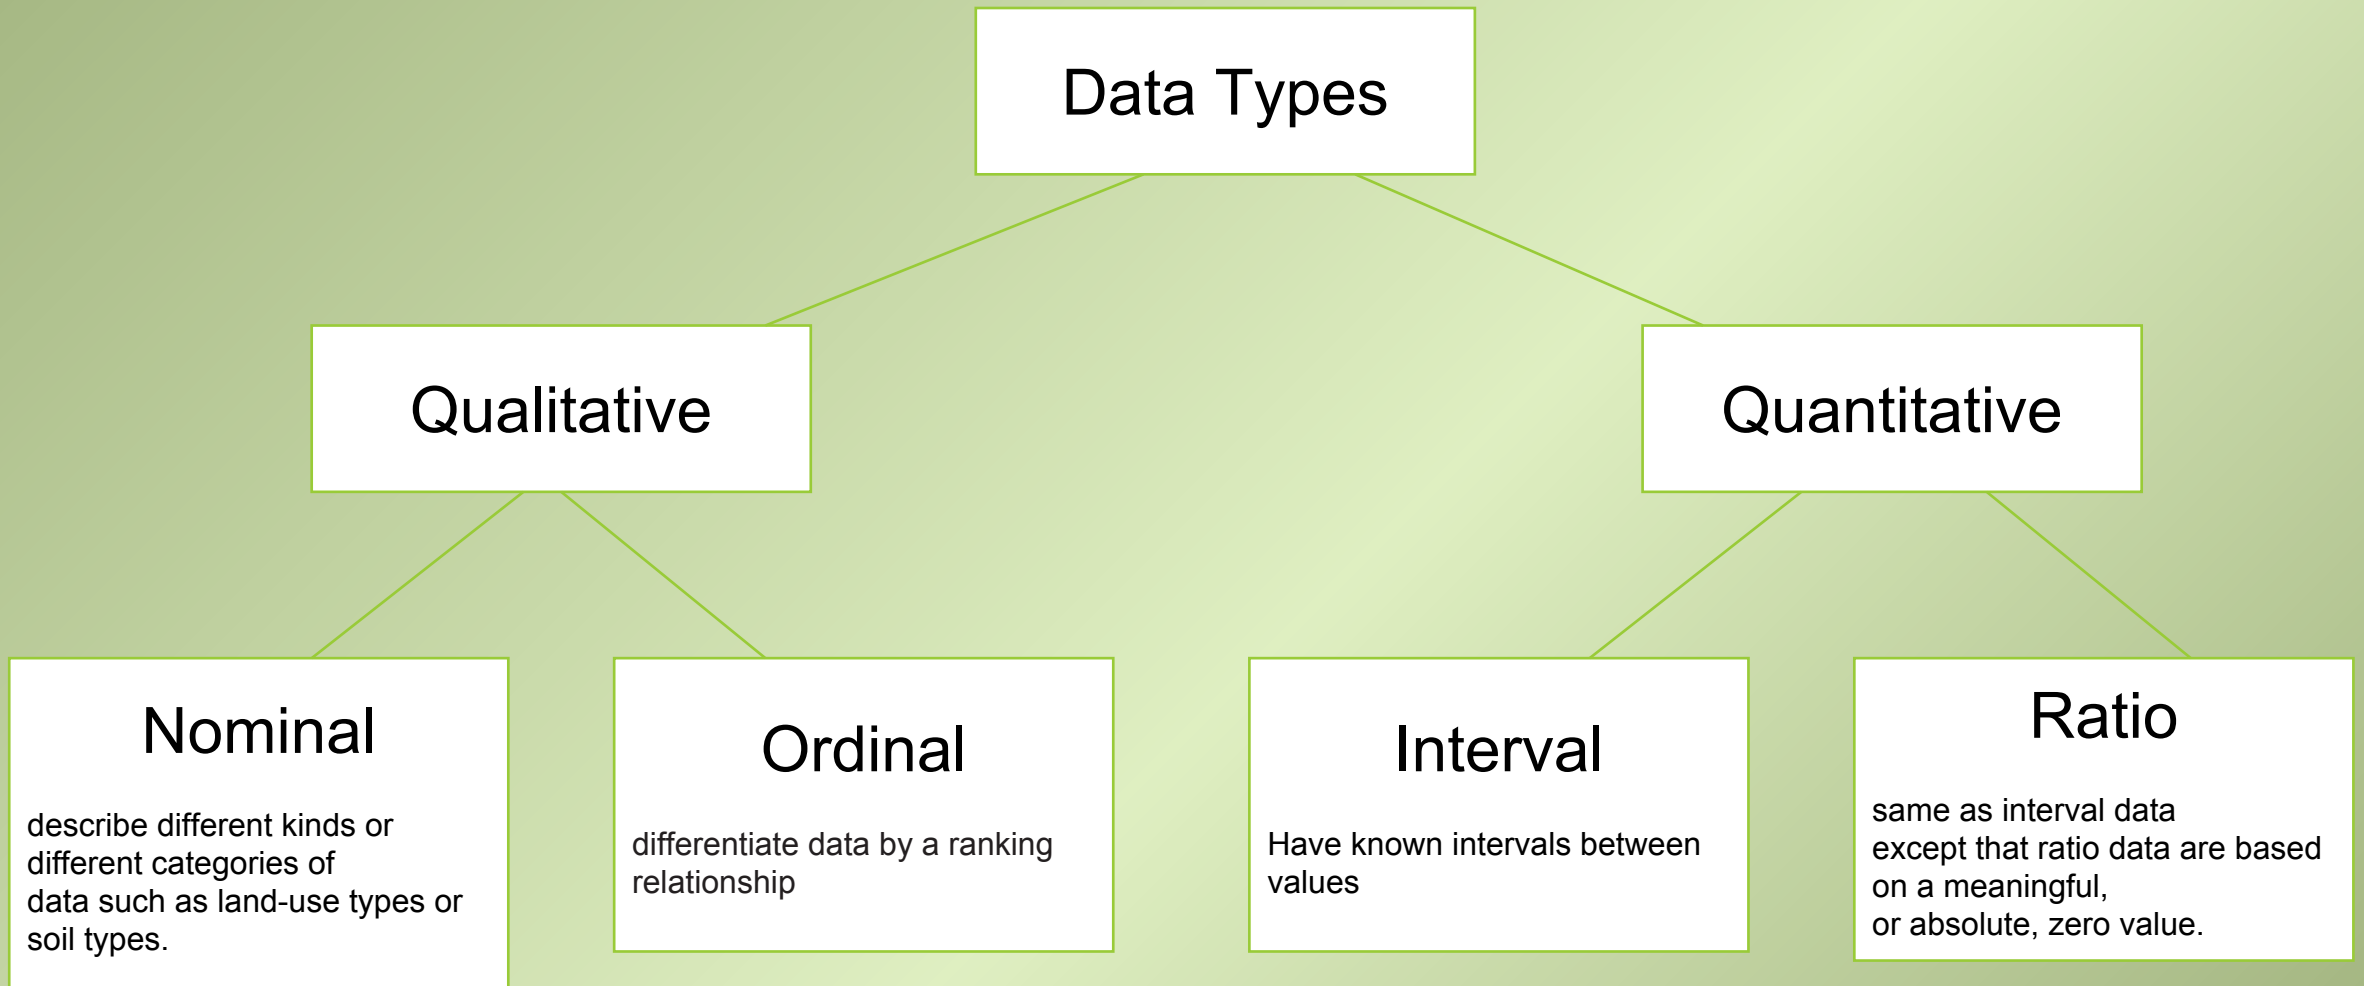 Data Types
Qualitative
Quantitative
Nominal
describe different kinds or
different categories of
data such as land-use types or
soil types.
Ordinal
differentiate data by a ranking
relationship
Interval
Have known intervals between
values
Ratio
same as interval data
except that ratio data are based
on a meaningful,
or absolute, zero value.